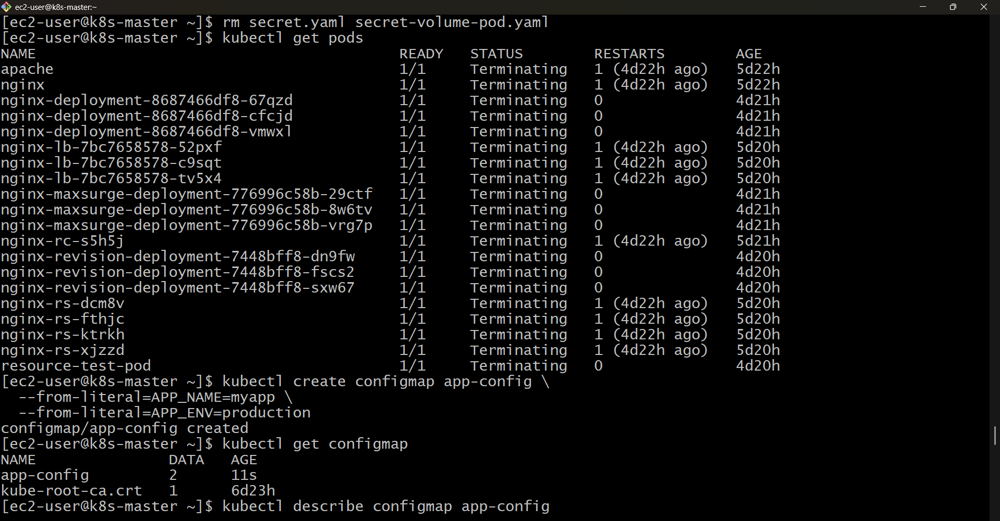 ec2-user@k8s-master:~
[ec2-user@k8s-master ~]$ rm secret.yaml secret-volume-pod.yaml
[ec2-user@k8s-master ~]$ kubectl get pods
NAME READY STATUS RESTARTS AGE
apache 1/1 Terminating 1 (4d22h ago) 5d22h
nginx 1/1 Terminating 1 (4d22h ago) 5d22h
nginx-deployment-8687466df8-67qzd 1/1 Terminating 0 4d21h
nginx-deployment-8687466df8-cfcjd 1/1 Terminating 0 4d21h
nginx-deployment-8687466df8-vmwxl 1/1 Terminating 0 4d21h
nginx-lb-7bc7658578-52pxf 1/1 Terminating 1 (4d22h ago) 5d20h
nginx-lb-7bc7658578-c9sqt 1/1 Terminating 1 (4d22h ago) 5d20h
nginx-lb-7bc7658578-tv5x4 1/1 Terminating 1 (4d22h ago) 5d20h
nginx-maxsurge-deployment-776996c58b-29ctf 1/1 Terminating 0 4d21h
nginx-maxsurge-deployment-776996c58b-8w6tv 1/1 Terminating 0 4d21h
nginx-maxsurge-deployment-776996c58b-vrg7p 1/1 Terminating 0 4d21h
nginx-rc-s5h5j 1/1 Terminating 1 (4d22h ago) 5d21h
nginx-revision-deployment-7448bff8-dn9fw 1/1 Terminating 0 4d20h
nginx-revision-deployment-7448bff8-fscs2 1/1 Terminating 0 4d20h
nginx-revision-deployment-7448bff8-sxw67 1/1 Terminating 0 4d20h
nginx-rs-dcm8v 1/1 Terminating 1 (4d22h ago) 5d20h
nginx-rs-fthjc 1/1 Terminating 1 (4d22h ago) 5d20h
nginx-rs-ktrkh 1/1 Terminating 1 (4d22h ago) 5d20h
nginx-rs-xjzzd 1/1 Terminating 1 (4d22h ago) 5d20h
resource-test-pod 1/1 Terminating 0 4d20h
[ec2-user@k8s-master ~]$ kubectl create configmap app-config \
  --from-literal=APP_NAME=myapp \
  --from-literal=APP_ENV=production
configmap/app-config created
[ec2-user@k8s-master ~]$ kubectl get configmap
NAME DATA AGE
app-config 2 11s
kube-root-ca.crt 1 6d23h
[ec2-user@k8s-master ~]$ kubectl describe configmap app-config